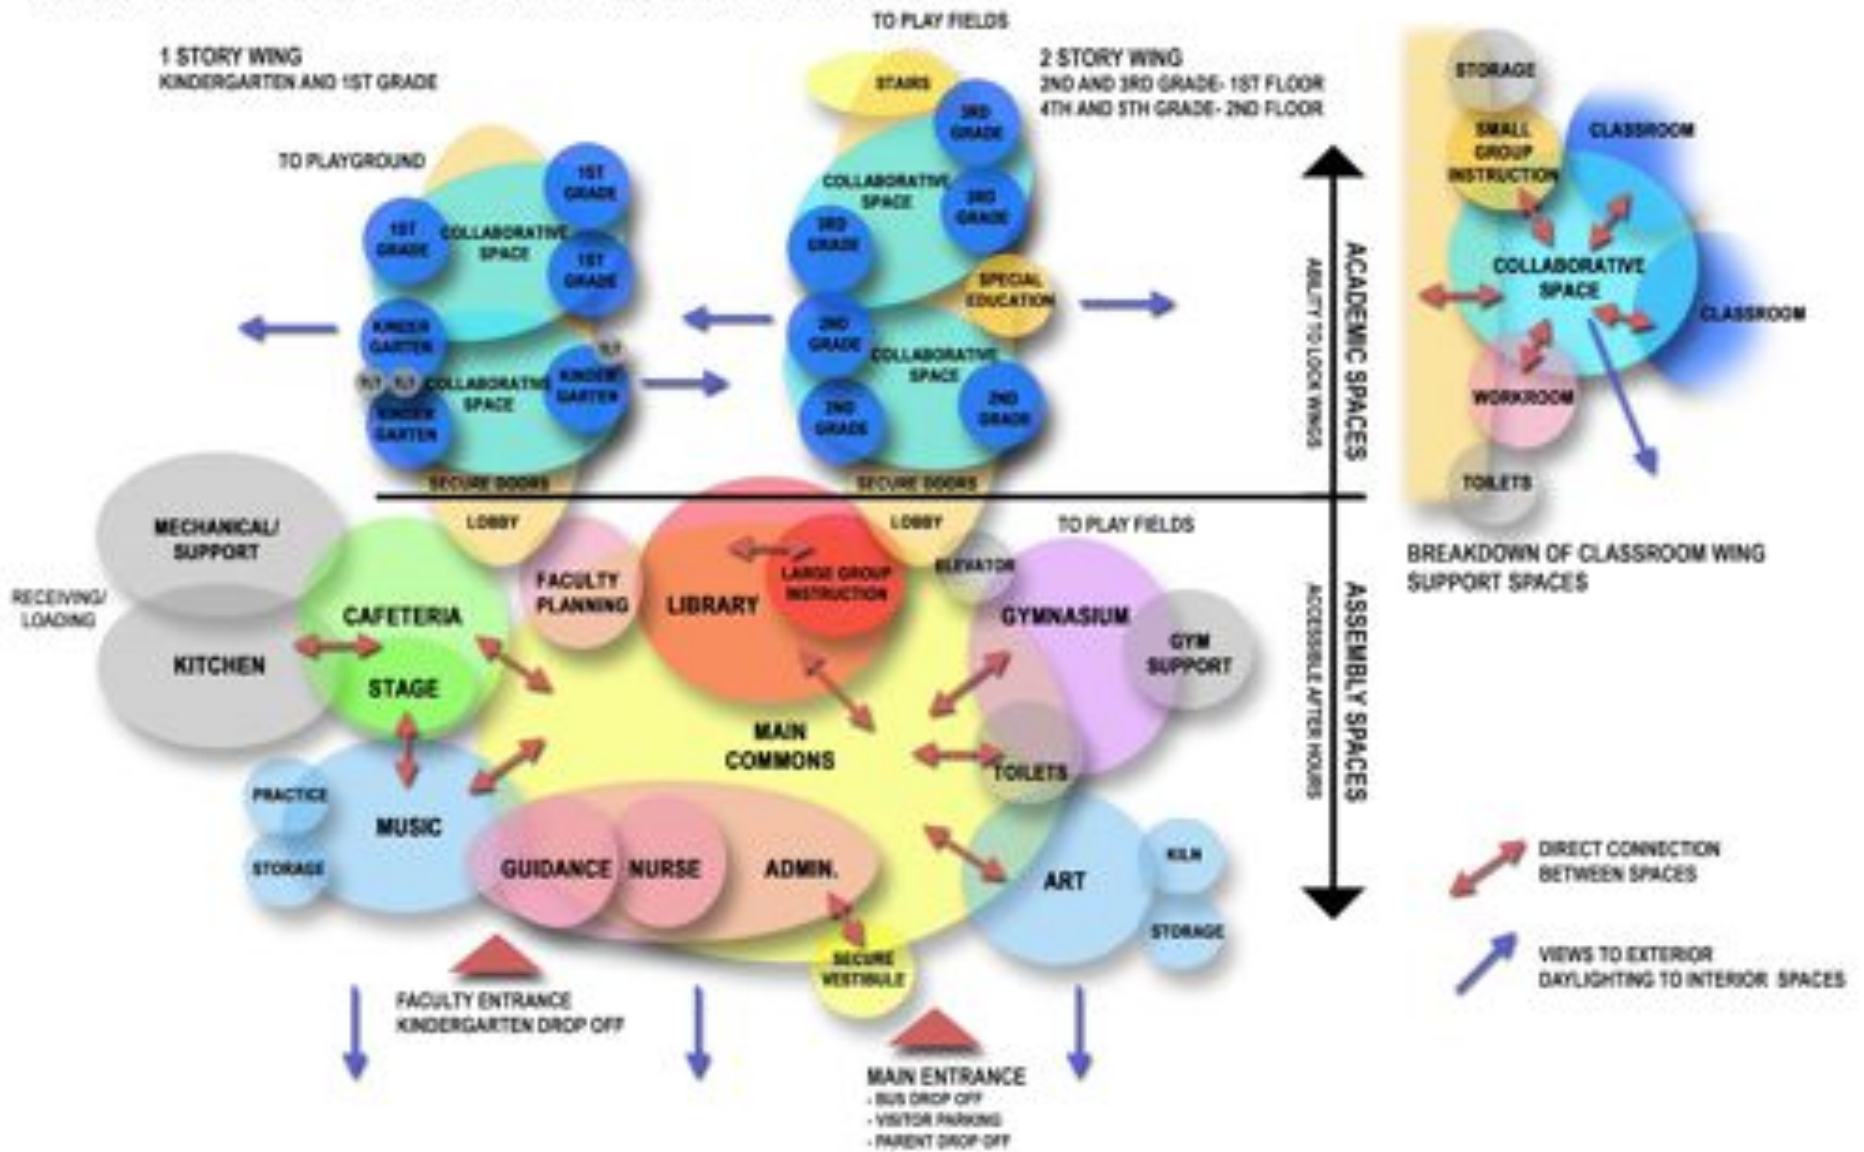 TO PLAY FIELDS
1 STORY WING
KINDERGARTEN AND 1ST GRADE
STAIRS
2 STORY WING
2ND AND 3RD GRADE- 1ST FLOOR
4TH AND 5TH GRADE- 2ND FLOOR
TO PLAYGROUND
1ST
GRADE
1ST
GRADE
COLLABORATIVE
SPACE
1ST
GRADE
KINDER
GARTEN
TLT
TLT
TLT
COLLABORATIVE
SPACE
KINDER
GARTEN
KINDER
GARTEN
SECURE DOORS
LOBBY
3RD
GRADE
COLLABORATIVE
SPACE
3RD
GRADE
3RD
GRADE
SPECIAL
EDUCATION
2ND
GRADE
COLLABORATIVE
SPACE
2ND
GRADE
2ND
GRADE
SECURE DOORS
LOBBY
ACADEMIC SPACES
ABILITY TO LOCK WINGS
ASSEMBLY SPACES
ACCESSIBLE AFTER HOURS
STORAGE
SMALL
GROUP
INSTRUCTION
CLASSROOM
COLLABORATIVE
SPACE
CLASSROOM
WORKROOM
TOILETS
BREAKDOWN OF CLASSROOM WING
SUPPORT SPACES
MECHANICAL/
SUPPORT
RECEIVING/
LOADING
KITCHEN
CAFETERIA
STAGE
FACULTY
PLANNING
LIBRARY
LARGE GROUP
INSTRUCTION
ELEVATOR
TO PLAY FIELDS
GYMNASIUM
GYM
SUPPORT
MAIN
COMMONS
TOILETS
PRACTICE
MUSIC
STORAGE
GUIDANCE
NURSE
ADMIN.
SECURE
VESTIBULE
ART
KILN
STORAGE
FACULTY ENTRANCE
KINDERGARTEN DROP OFF
MAIN ENTRANCE
- BUS DROP OFF
- VISITOR PARKING
- PARENT DROP OFF
DIRECT CONNECTION
BETWEEN SPACES
VIEWS TO EXTERIOR
DAYLIGHTING TO INTERIOR SPACES